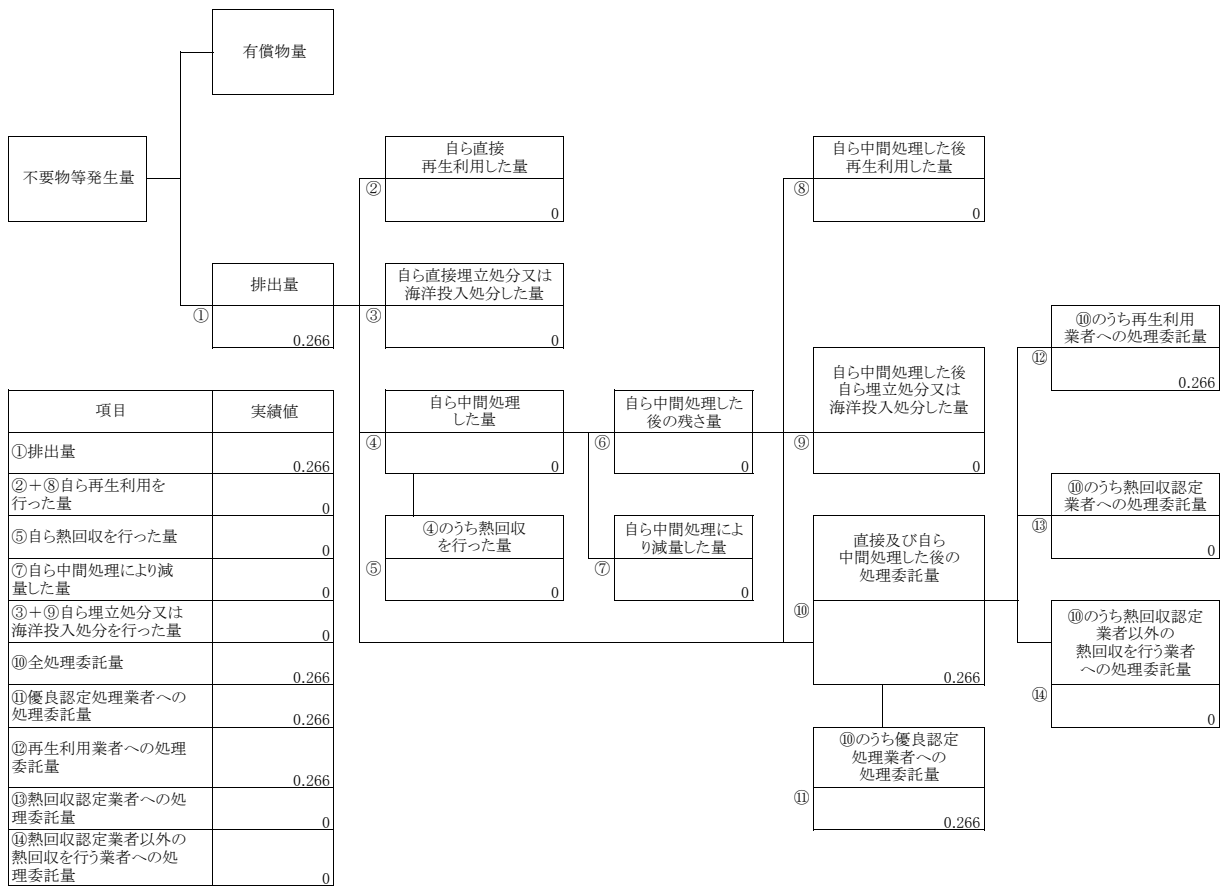 有償物量
不要物等発生量
排出量
①
0.266
自ら直接
再生利用した量
②
0
自ら直接埋立処分又は
海洋投入処分した量
③
0
自ら中間処理
した量
④
0
④のうち熱回収
を行った量
⑤
0
自ら中間処理した
後の残さ量
⑥
0
自ら中間処理によ
り減量した量
⑦
0
自ら中間処理した後
再生利用した量
⑧
0
自ら中間処理した後
自ら埋立処分又は
海洋投入処分した量
⑨
0
直接及び自ら
中間処理した後の
処理委託量
⑩
0.266
⑩のうち優良認定
処理業者への
処理委託量
⑪
0.266
⑩のうち再生利用
業者への処理委託量
⑫
0.266
⑩のうち熱回収認定
業者への処理委託量
⑬
0
⑩のうち熱回収認定
業者以外の
熱回収を行う業者
への処理委託量
⑭
0
項目 実績値
①排出量
0.266
②+⑧自ら再生利用を
行った量
0
⑤自ら熱回収を行った量
0
⑦自ら中間処理により減
量した量
0
③+⑨自ら埋立処分又は
海洋投入処分を行った量
0
⑩全処理委託量
0.266
⑪優良認定処理業者への
処理委託量
0.266
⑫再生利用業者への処理
委託量
0.266
⑬熱回収認定業者への処
理委託量
0
⑭熱回収認定業者以外の
熱回収を行う業者への処
理委託量
0